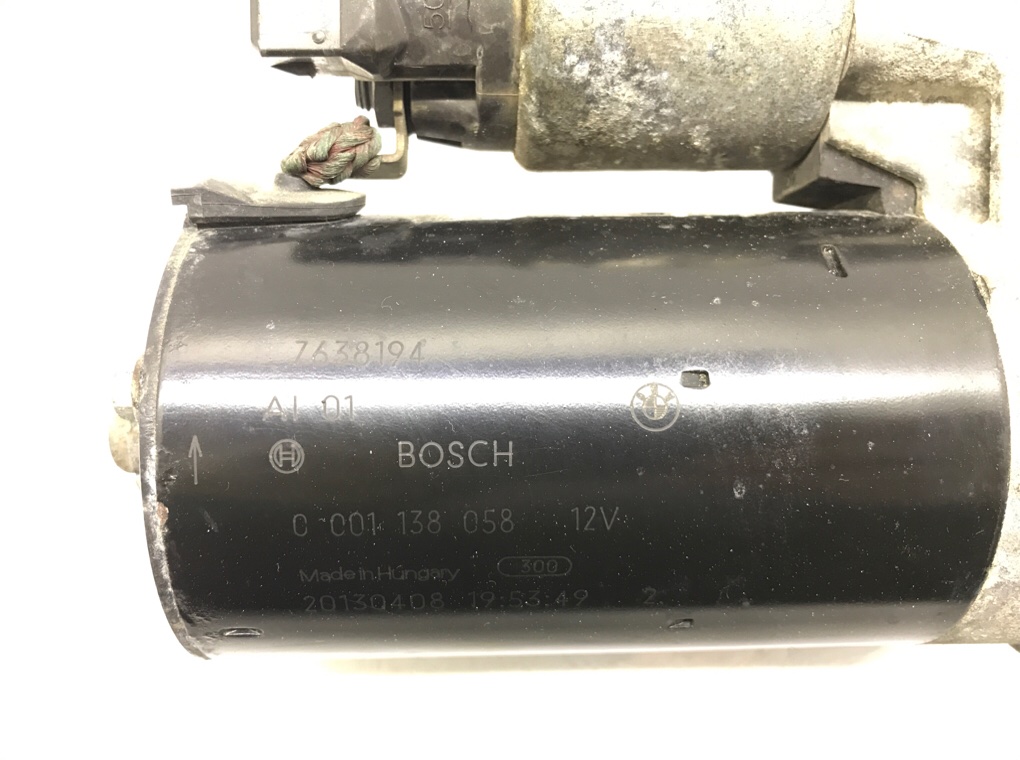 7638194
AI 01
BOSCH
0 001 138 058 12V
Made in Hungary 300
20130408 19:53:49 2